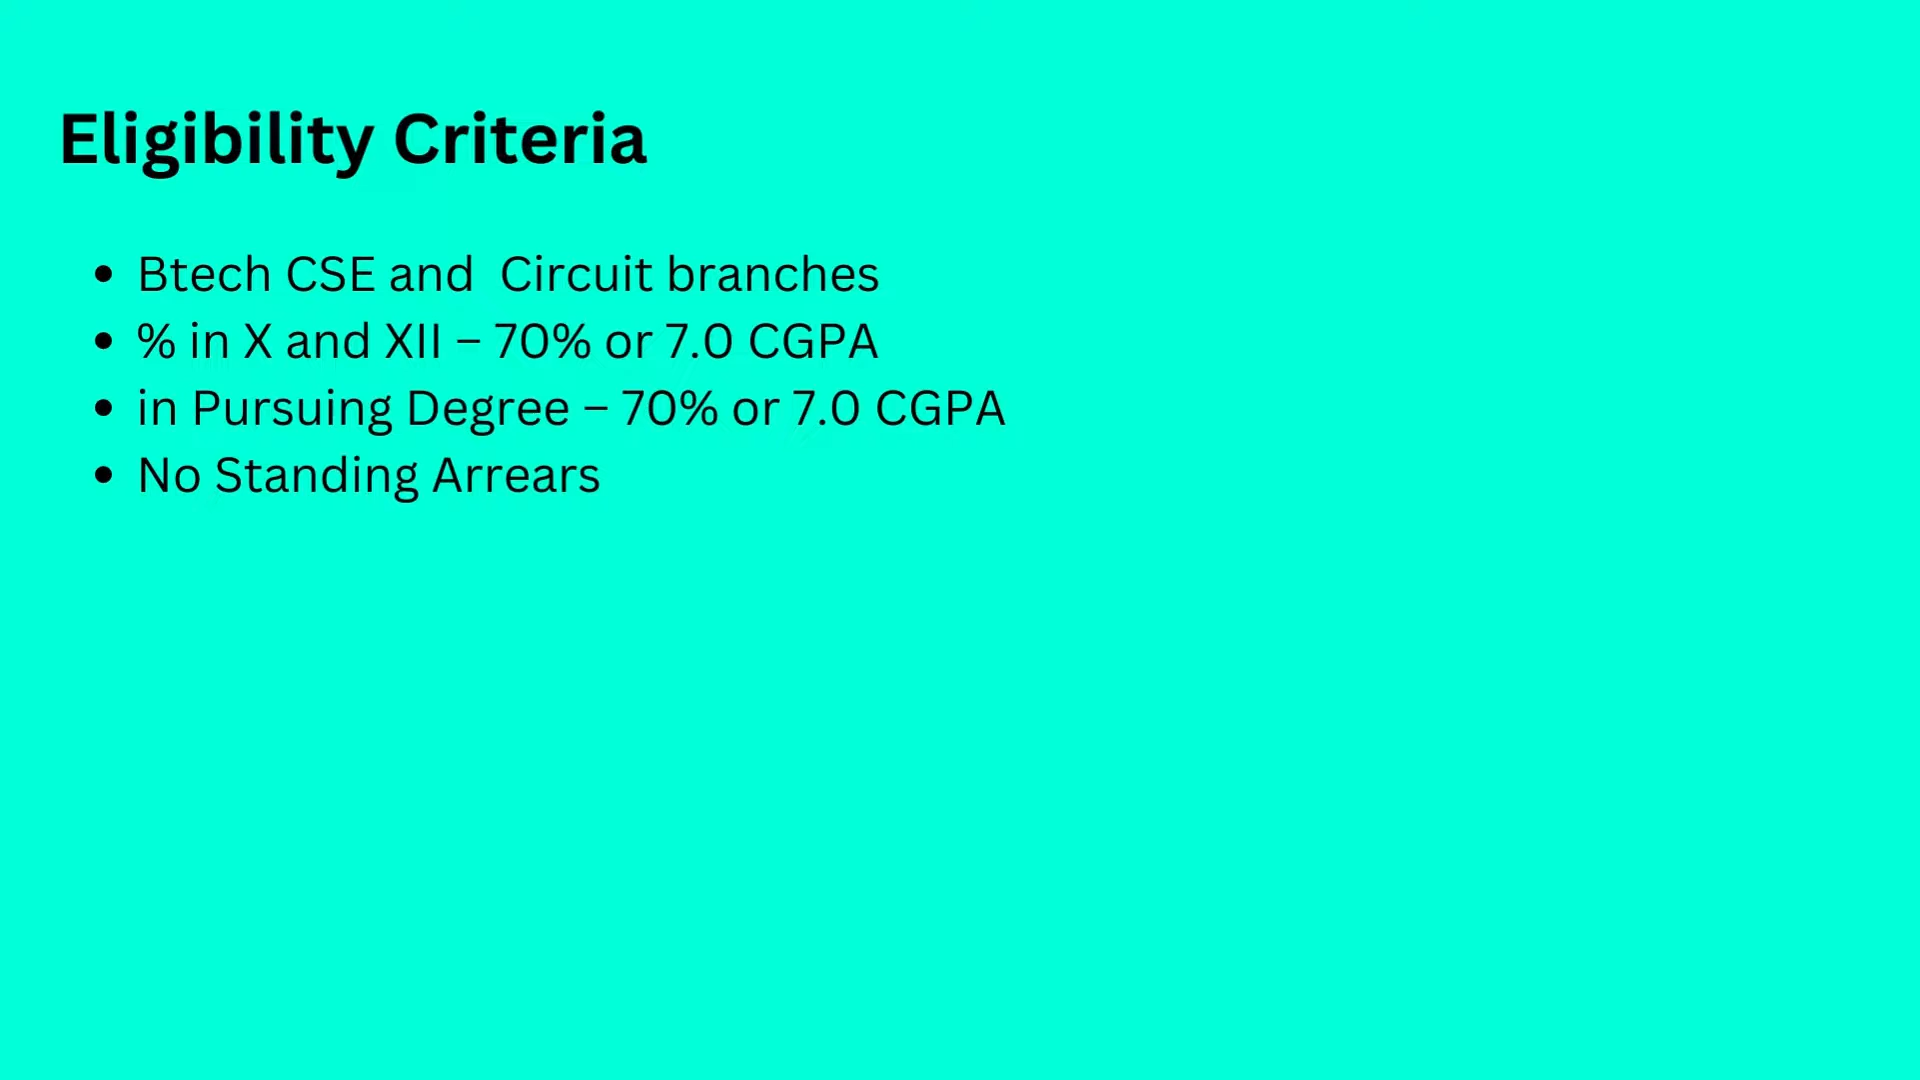 Eligibility Criteria
• Btech CSE and  Circuit branches
• % in X and XII – 70% or 7.0 CGPA
• in Pursuing Degree – 70% or 7.0 CGPA
• No Standing Arrears